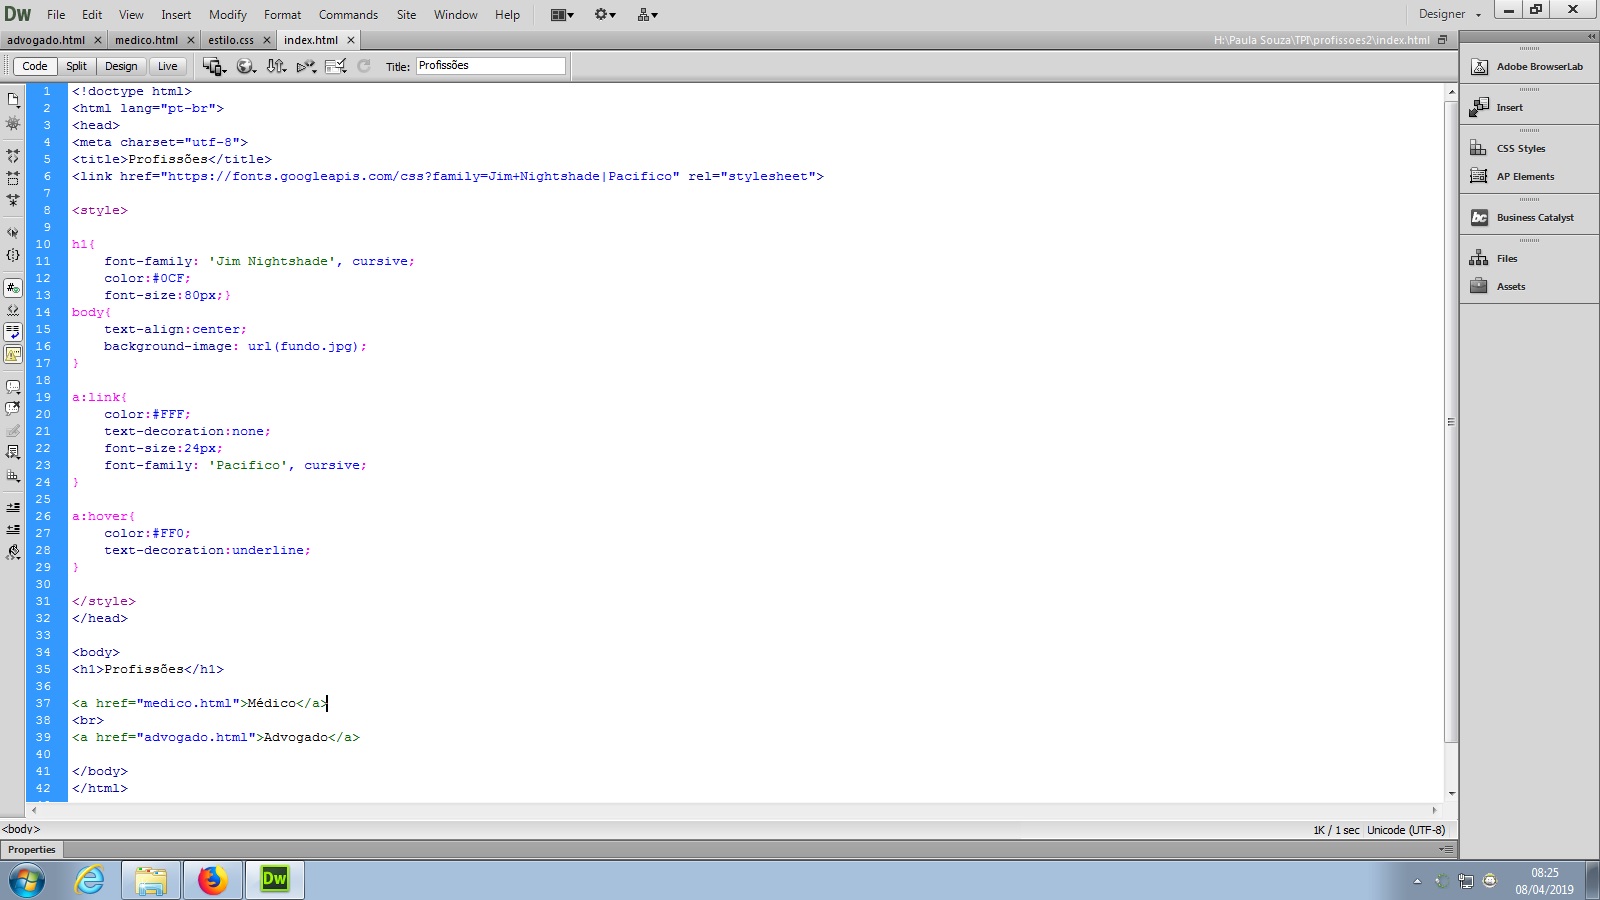 Dw File Edit View Insert Modify Format Commands Site Window Help Designer
advogado.html × medico.html × estilo.css × index.html × H:\Paula Souza\TPI\profissoes2\index.html
Code Split Design Live Title: Profissões
1 <!doctype html>
2 <html lang="pt-br">
3 <head>
4 <meta charset="utf-8">
5 <title>Profissões</title>
6 <link href="https://fonts.googleapis.com/css?family=Jim+Nightshade|Pacifico" rel="stylesheet">
7
8 <style>
9
10 h1{
11 font-family: 'Jim Nightshade', cursive;
12 color:#0CF;
13 font-size:80px;}
14 body{
15 text-align:center;
16 background-image: url(fundo.jpg);
17 }
18
19 a:link{
20 color:#FFF;
21 text-decoration:none;
22 font-size:24px;
23 font-family: 'Pacifico', cursive;
24 }
25
26 a:hover{
27 color:#FF0;
28 text-decoration:underline;
29 }
30
31 </style>
32 </head>
33
34 <body>
35 <h1>Profissões</h1>
36
37 <a href="medico.html">Médico</a>
38 <br>
39 <a href="advogado.html">Advogado</a>
40
41 </body>
42 </html>
<body> 1K / 1 sec Unicode (UTF-8)
Properties
Adobe BrowserLab
Insert
CSS Styles
AP Elements
bc Business Catalyst
Files
Assets
Dw
08:25
08/04/2019